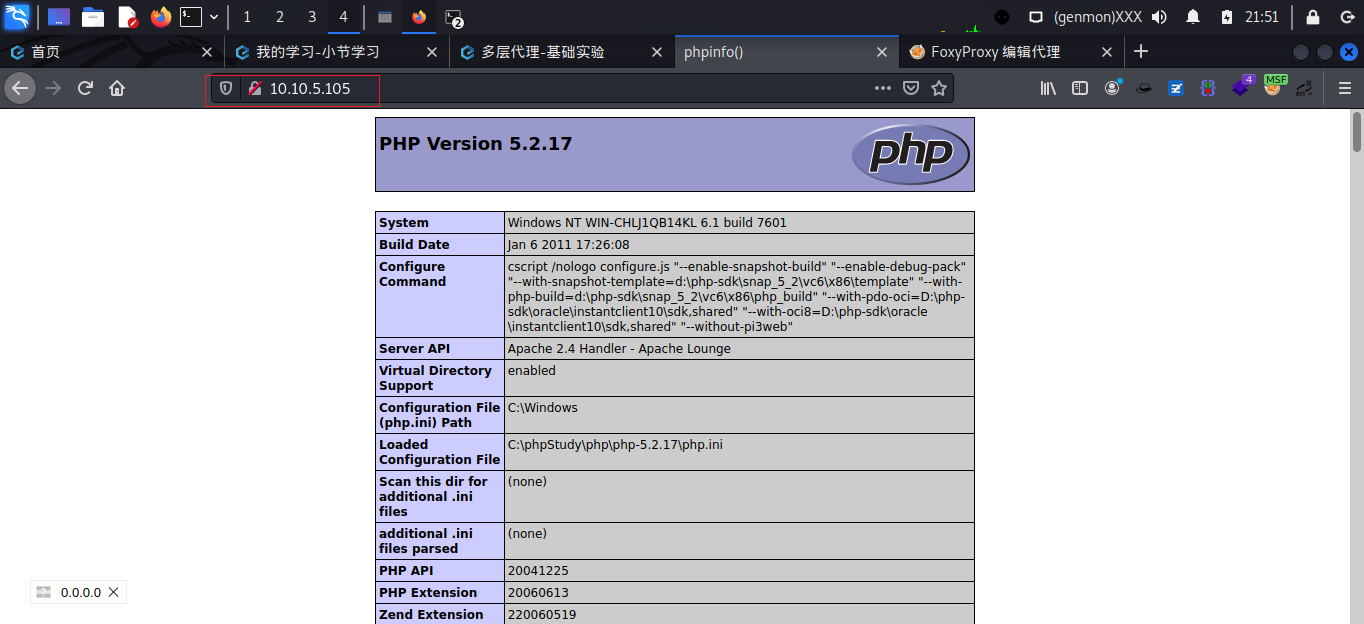 1 2 3 4 2 (genmon)XXX 21:51
首页 我的学习-小节学习 多层代理-基础实验 phpinfo() FoxyProxy 编辑代理
10.10.5.105 4 MSF en
PHP Version 5.2.17
php
System Windows NT WIN-CHLJ1QB14KL 6.1 build 7601
Build Date Jan 6 2011 17:26:08
Configure cscript /nologo configure.js "--enable-snapshot-build" "--enable-debug-pack"
Command "--with-snapshot-template=d:\php-sdk\snap_5_2\vc6\x86\template" "--with-
php-build=d:\php-sdk\snap_5_2\vc6\x86\php_build" "--with-pdo-oci=D:\php-
sdk\oracle\instantclient10\sdk,shared" "--with-oci8=D:\php-sdk\oracle
\instantclient10\sdk,shared" "--without-pi3web"
Server API Apache 2.4 Handler - Apache Lounge
Virtual Directory enabled
Support
Configuration File C:\Windows
(php.ini) Path
Loaded C:\phpStudy\php\php-5.2.17\php.ini
Configuration File
Scan this dir for (none)
additional .ini
files
additional .ini (none)
files parsed
PHP API 20041225
PHP Extension 20060613
0.0.0.0
Zend Extension 220060519